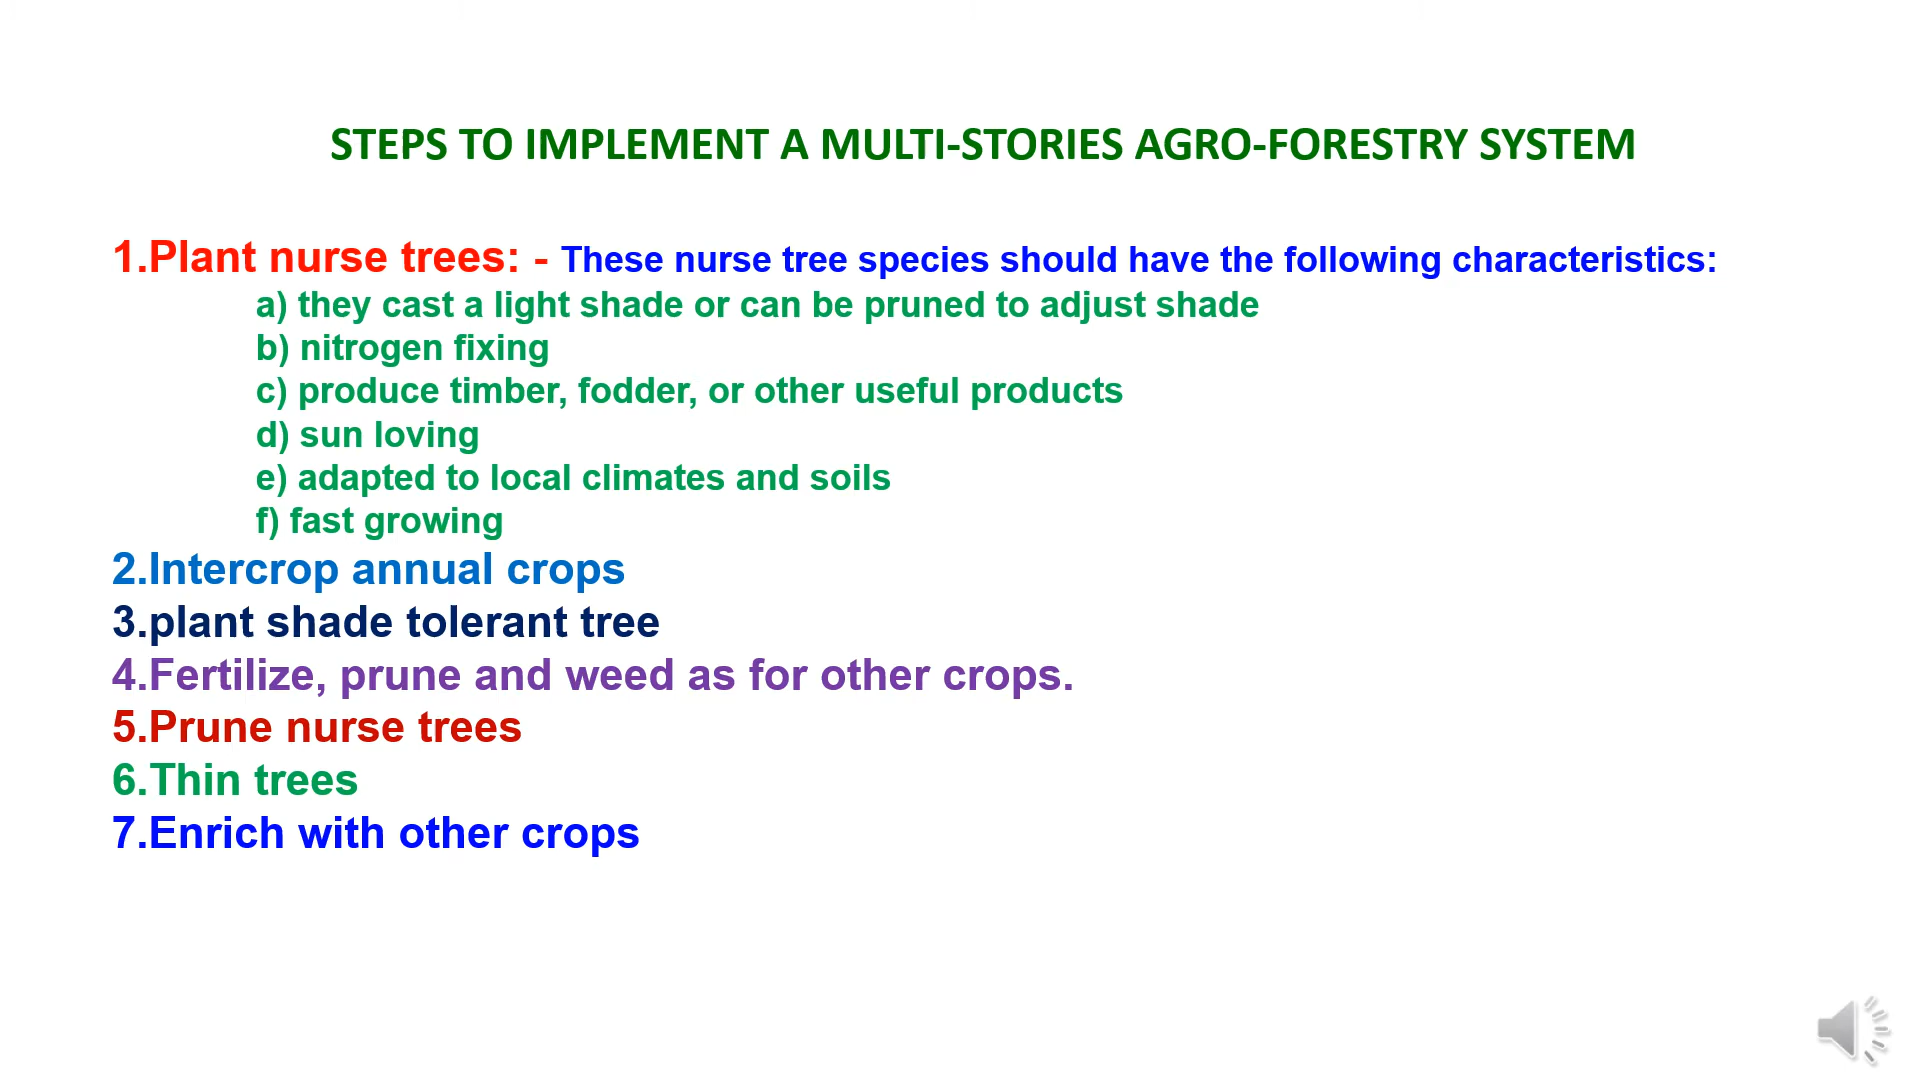 STEPS TO IMPLEMENT A MULTI-STORIES AGRO-FORESTRY SYSTEM
1.Plant nurse trees: - These nurse tree species should have the following characteristics:
a) they cast a light shade or can be pruned to adjust shade
b) nitrogen fixing
c) produce timber, fodder, or other useful products
d) sun loving
e) adapted to local climates and soils
f) fast growing
2.Intercrop annual crops
3.plant shade tolerant tree
4.Fertilize, prune and weed as for other crops.
5.Prune nurse trees
6.Thin trees
7.Enrich with other crops